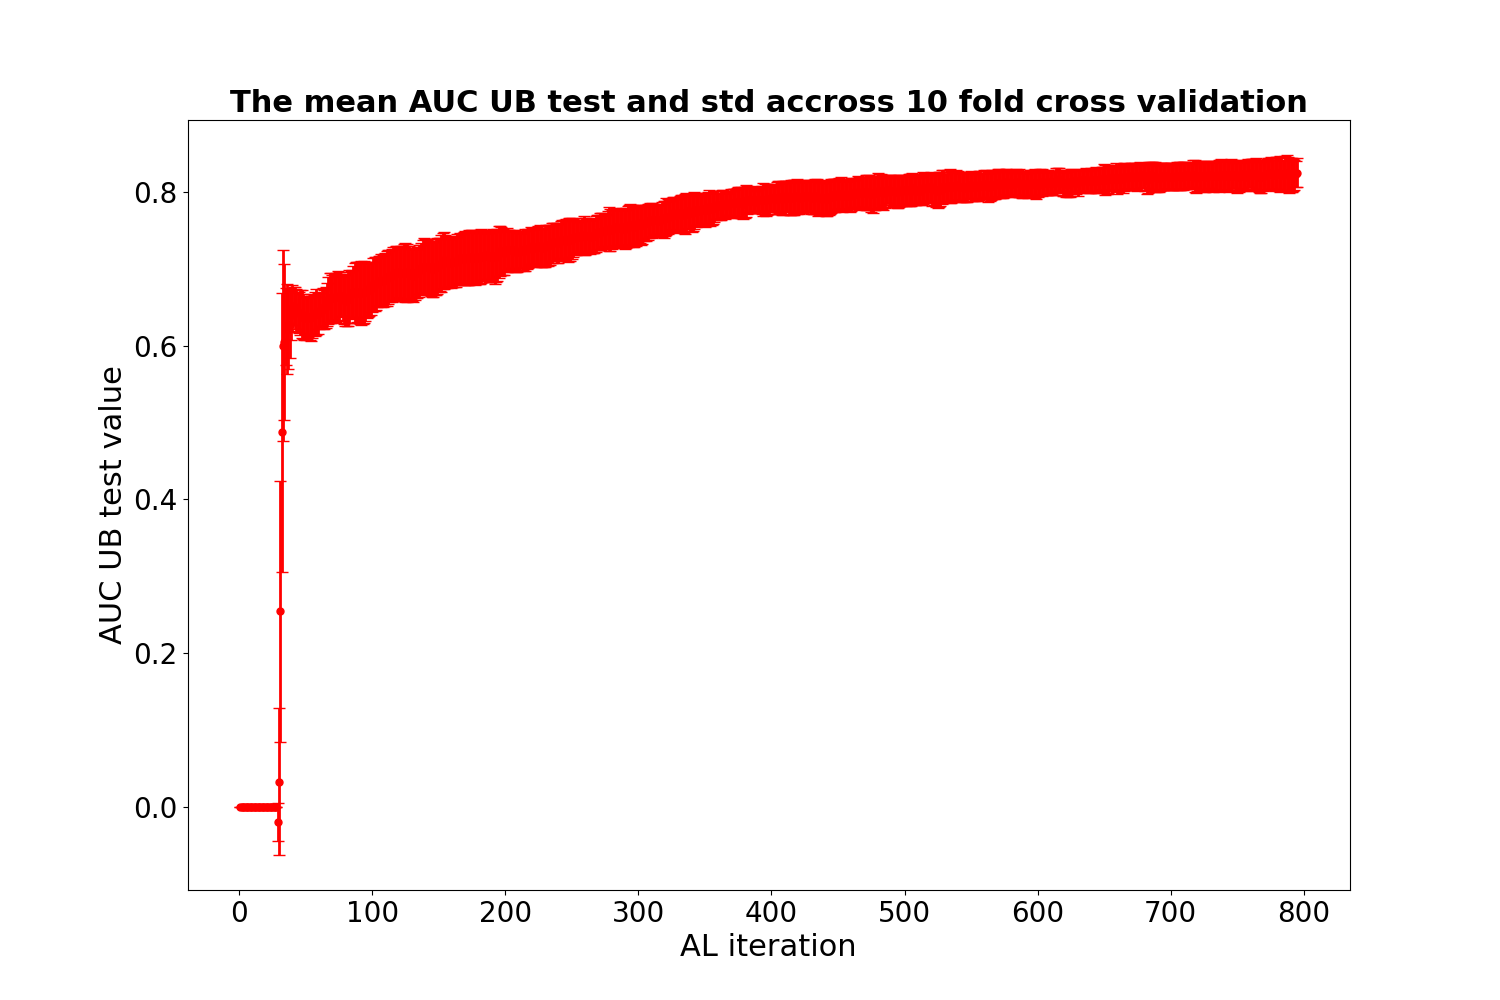 The mean AUC UB test and std accross 10 fold cross validation
AUC UB test value
0.8
0.6
0.4
0.2
0.0
0 100 200 300 400 500 600 700 800
AL iteration